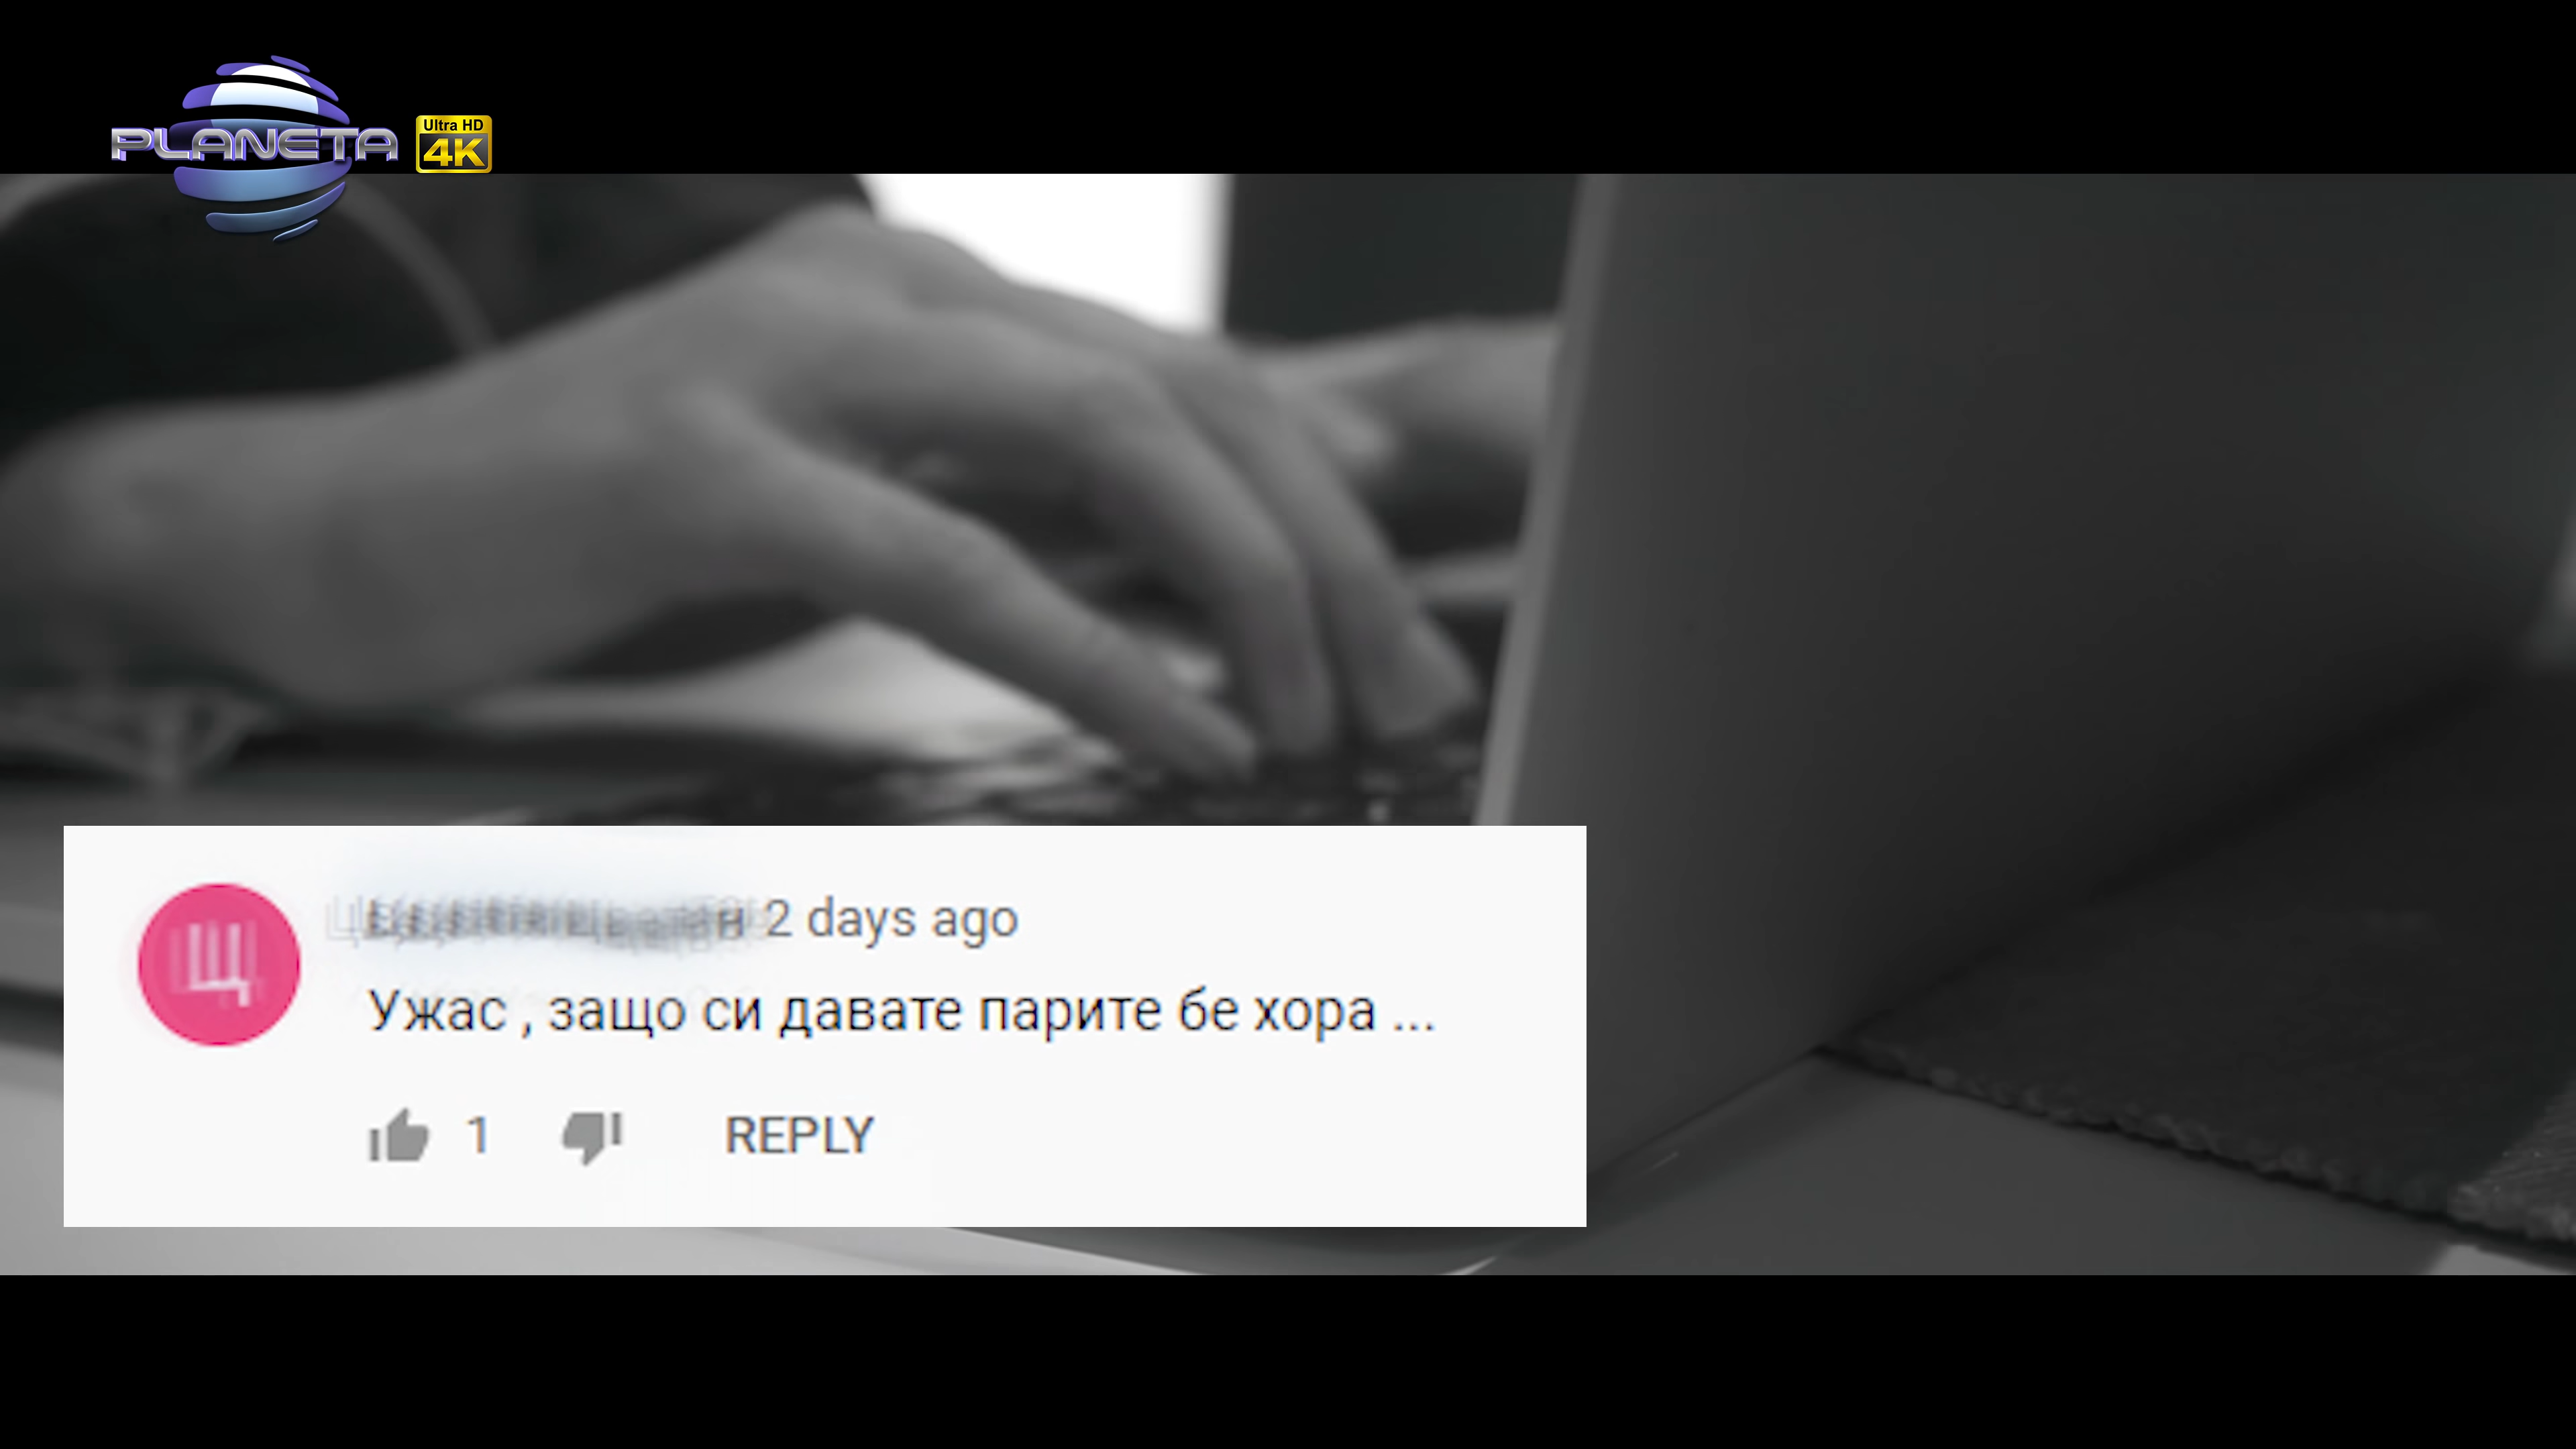 PLANETA
Ultra HD
4K
2 days ago
Ужас , защо си давате парите бе хора ...
1
REPLY